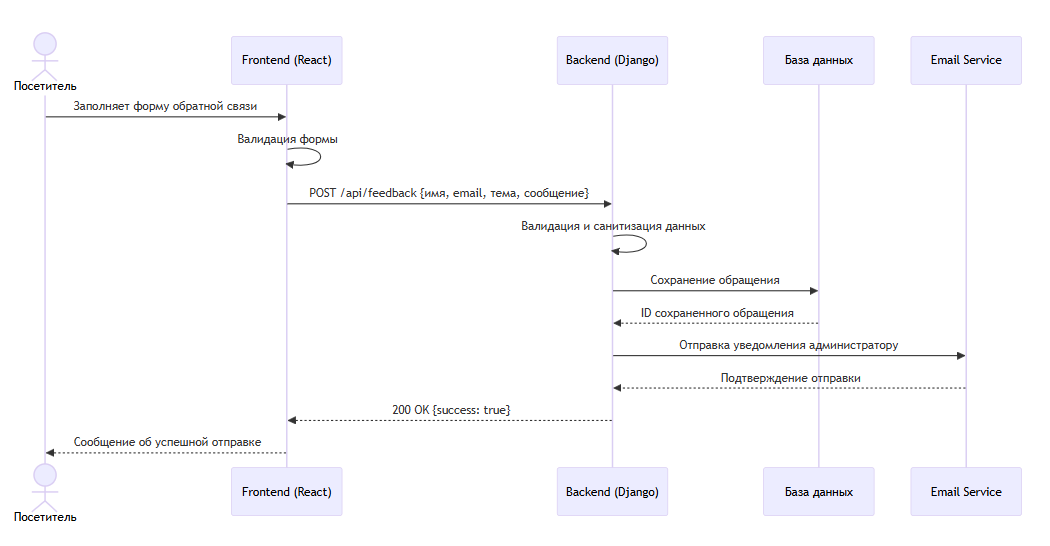 Посетитель
Frontend (React)
Backend (Django)
База данных
Email Service
Заполняет форму обратной связи
Валидация формы
POST /api/feedback {имя, email, тема, сообщение}
Валидация и санитизация данных
Сохранение обращения
ID сохраненного обращения
Отправка уведомления администратору
Подтверждение отправки
200 OK {success: true}
Сообщение об успешной отправке
Посетитель
Frontend (React)
Backend (Django)
База данных
Email Service